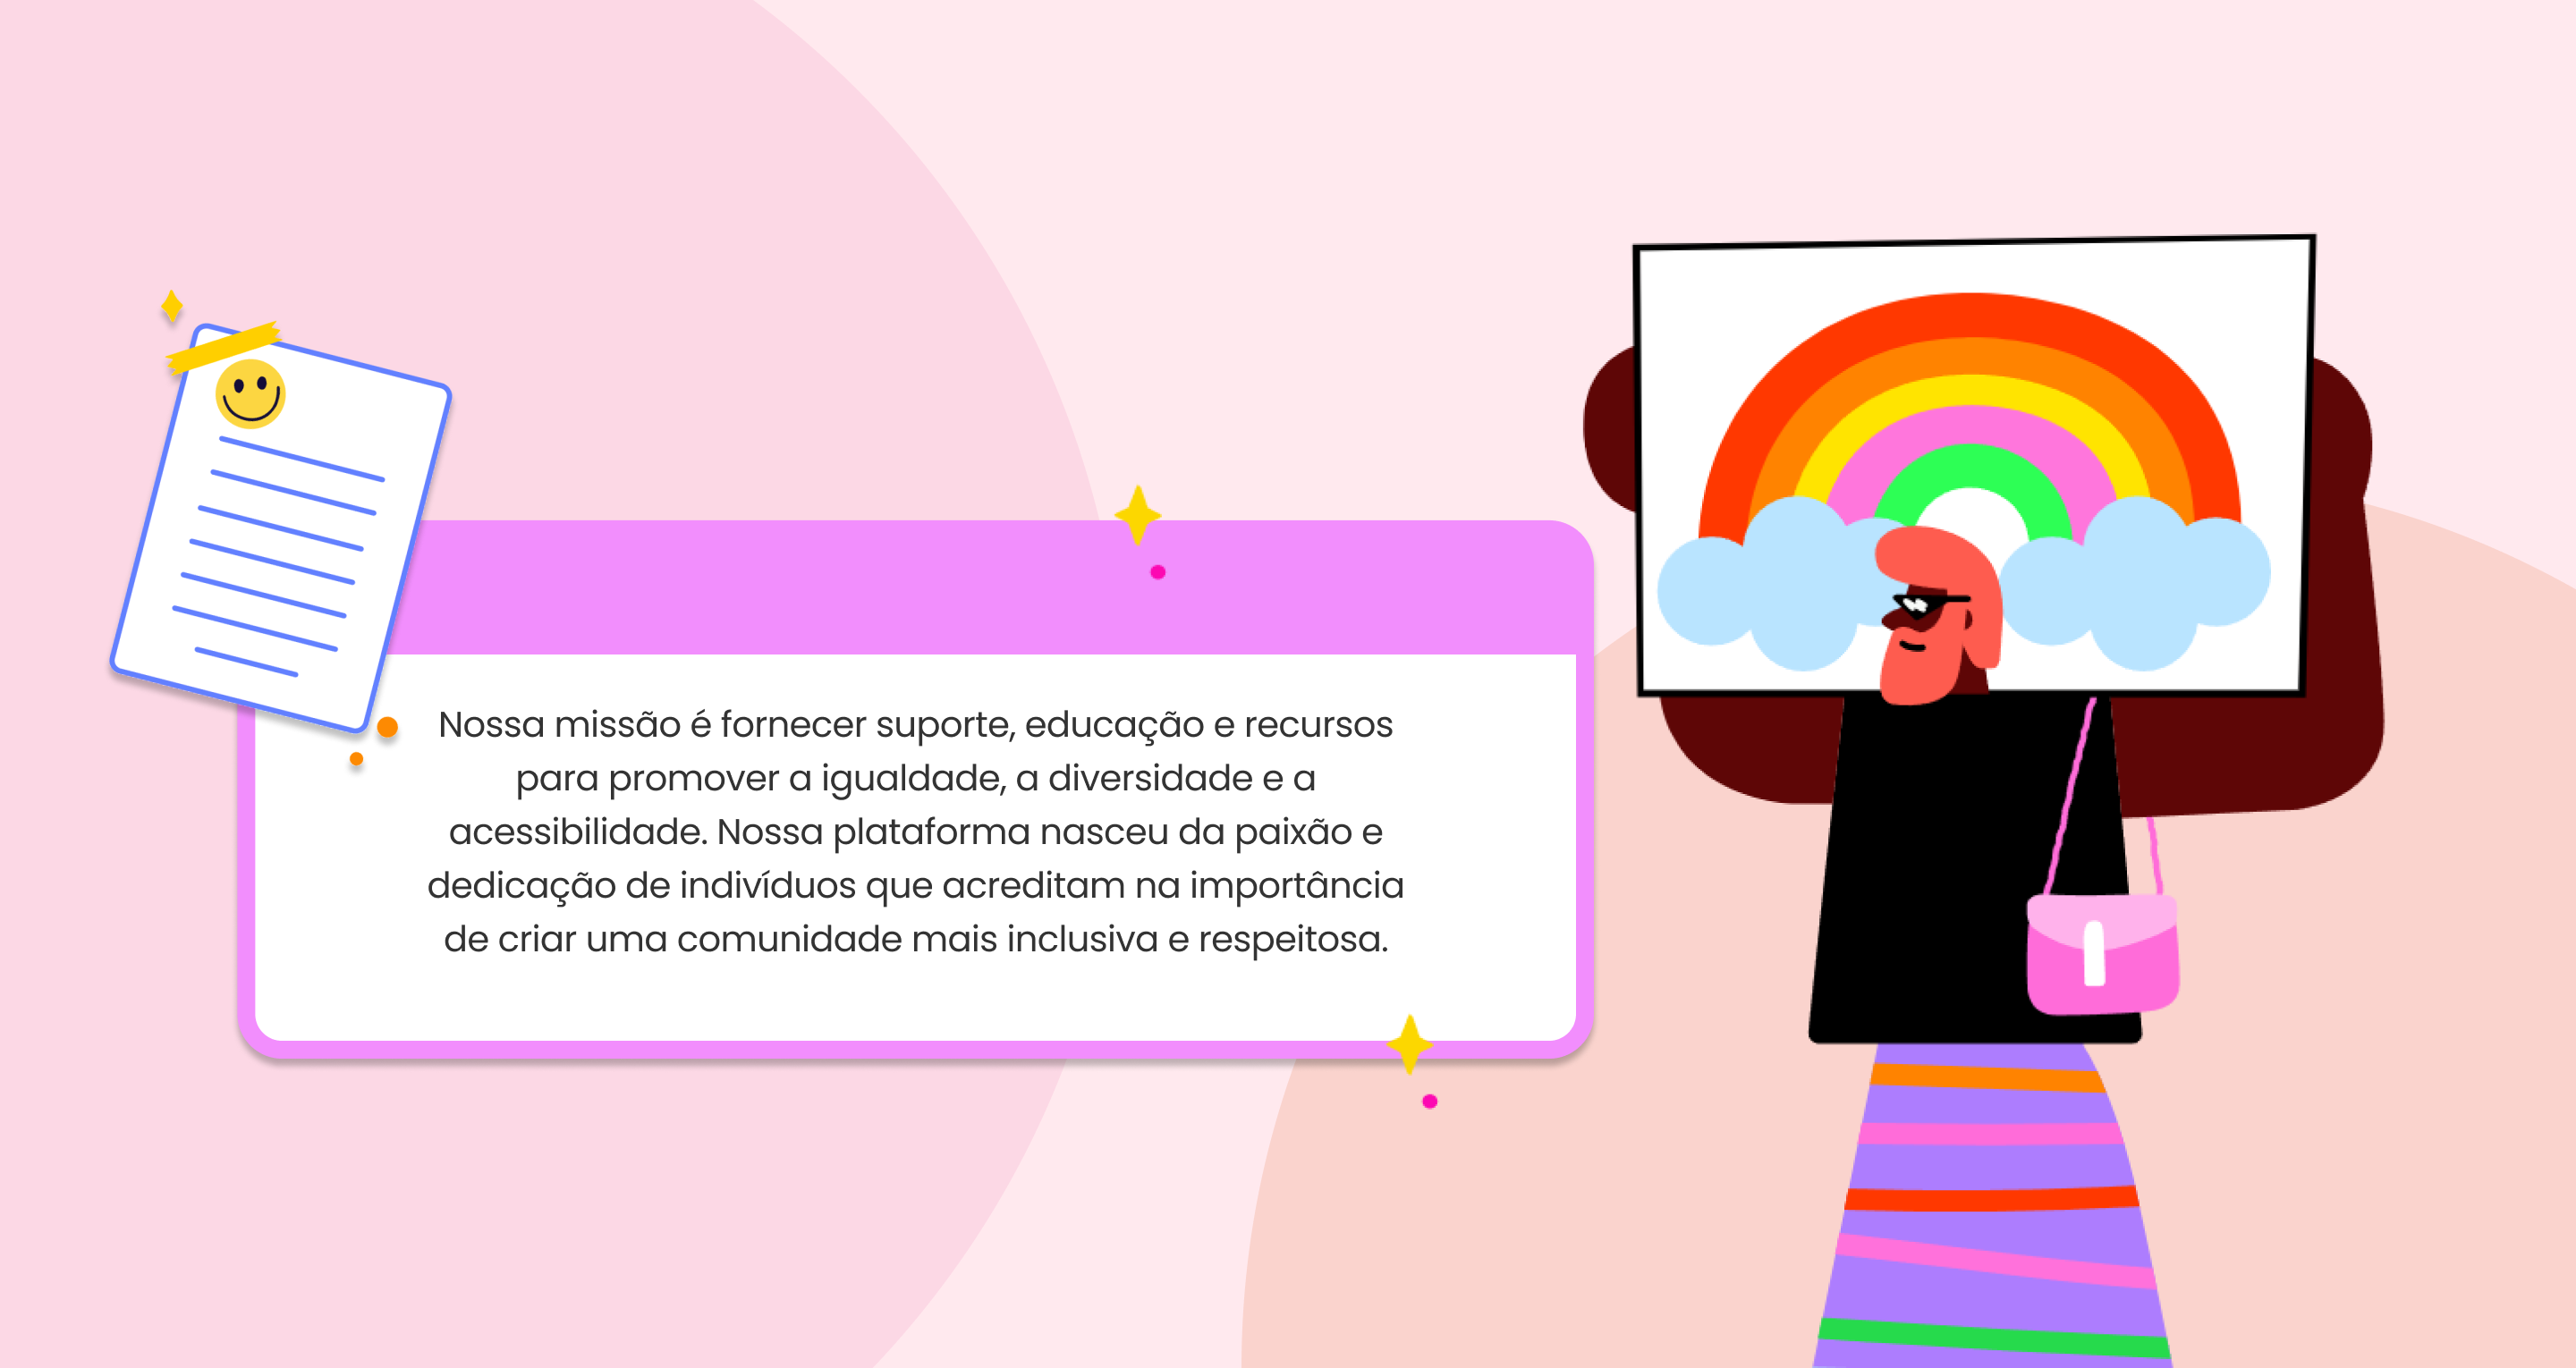 Nossa missão é fornecer suporte, educação e recursos
para promover a igualdade, a diversidade e a
acessibilidade. Nossa plataforma nasceu da paixão e
dedicação de indivíduos que acreditam na importância
de criar uma comunidade mais inclusiva e respeitosa.